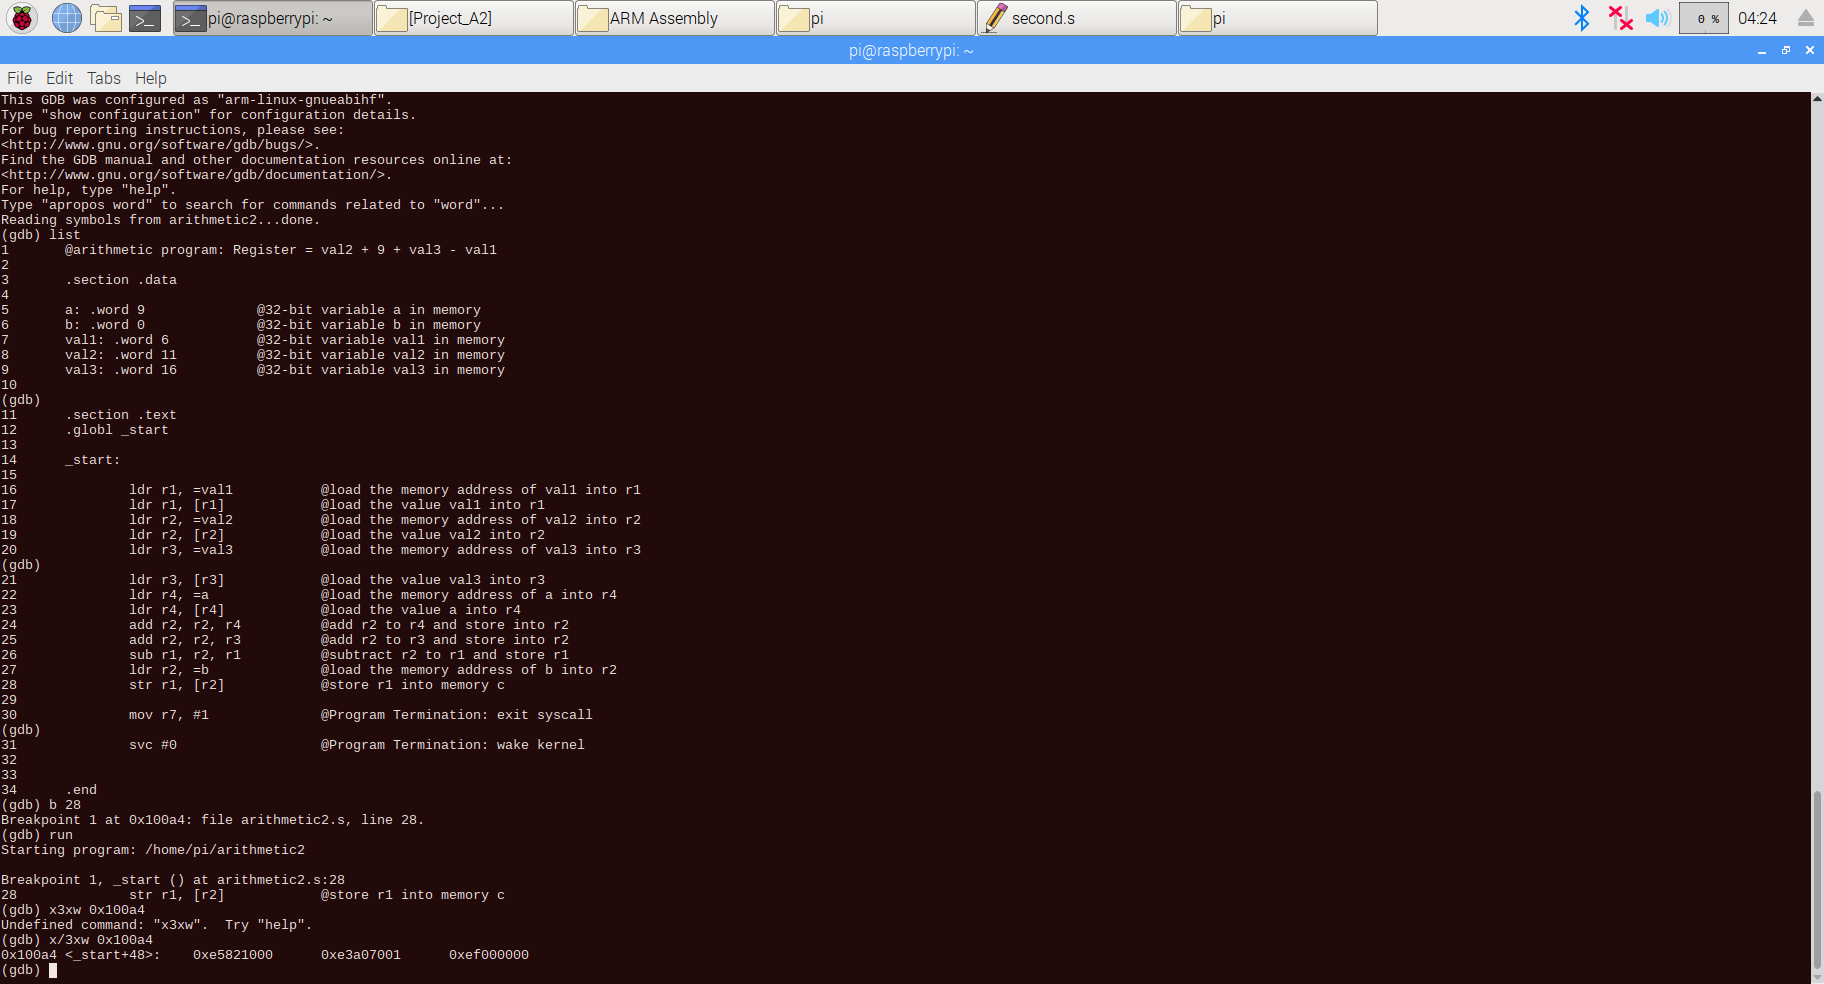 pi@raspberrypi: ~
[Project_A2]
ARM Assembly
pi
second.s
pi
0 %
04:24
pi@raspberrypi: ~
File Edit Tabs Help
This GDB was configured as "arm-linux-gnueabihf".
Type "show configuration" for configuration details.
For bug reporting instructions, please see:
<http://www.gnu.org/software/gdb/bugs/>.
Find the GDB manual and other documentation resources online at:
<http://www.gnu.org/software/gdb/documentation/>.
For help, type "help".
Type "apropos word" to search for commands related to "word"...
Reading symbols from arithmetic2...done.
(gdb) list
1       @arithmetic program: Register = val2 + 9 + val3 - val1
2
3       .section .data
4
5       a: .word 9              @32-bit variable a in memory
6       b: .word 0              @32-bit variable b in memory
7       val1: .word 6           @32-bit variable val1 in memory
8       val2: .word 11          @32-bit variable val2 in memory
9       val3: .word 16          @32-bit variable val3 in memory
10
(gdb)
11      .section .text
12      .globl _start
13
14      _start:
15
16              ldr r1, =val1           @load the memory address of val1 into r1
17              ldr r1, [r1]            @load the value val1 into r1
18              ldr r2, =val2           @load the memory address of val2 into r2
19              ldr r2, [r2]            @load the value val2 into r2
20              ldr r3, =val3           @load the memory address of val3 into r3
(gdb)
21              ldr r3, [r3]            @load the value val3 into r3
22              ldr r4, =a              @load the memory address of a into r4
23              ldr r4, [r4]            @load the value a into r4
24              add r2, r2, r4          @add r2 to r4 and store into r2
25              add r2, r2, r3          @add r2 to r3 and store into r2
26              sub r1, r2, r1          @subtract r2 to r1 and store r1
27              ldr r2, =b              @load the memory address of b into r2
28              str r1, [r2]            @store r1 into memory c
29
30              mov r7, #1              @Program Termination: exit syscall
(gdb)
31              svc #0                  @Program Termination: wake kernel
32
33
34      .end
(gdb) b 28
Breakpoint 1 at 0x100a4: file arithmetic2.s, line 28.
(gdb) run
Starting program: /home/pi/arithmetic2
Breakpoint 1, _start () at arithmetic2.s:28
28              str r1, [r2]            @store r1 into memory c
(gdb) x3xw 0x100a4
Undefined command: "x3xw".  Try "help".
(gdb) x/3xw 0x100a4
0x100a4 <_start+48>:    0xe5821000      0xe3a07001      0xef000000
(gdb)